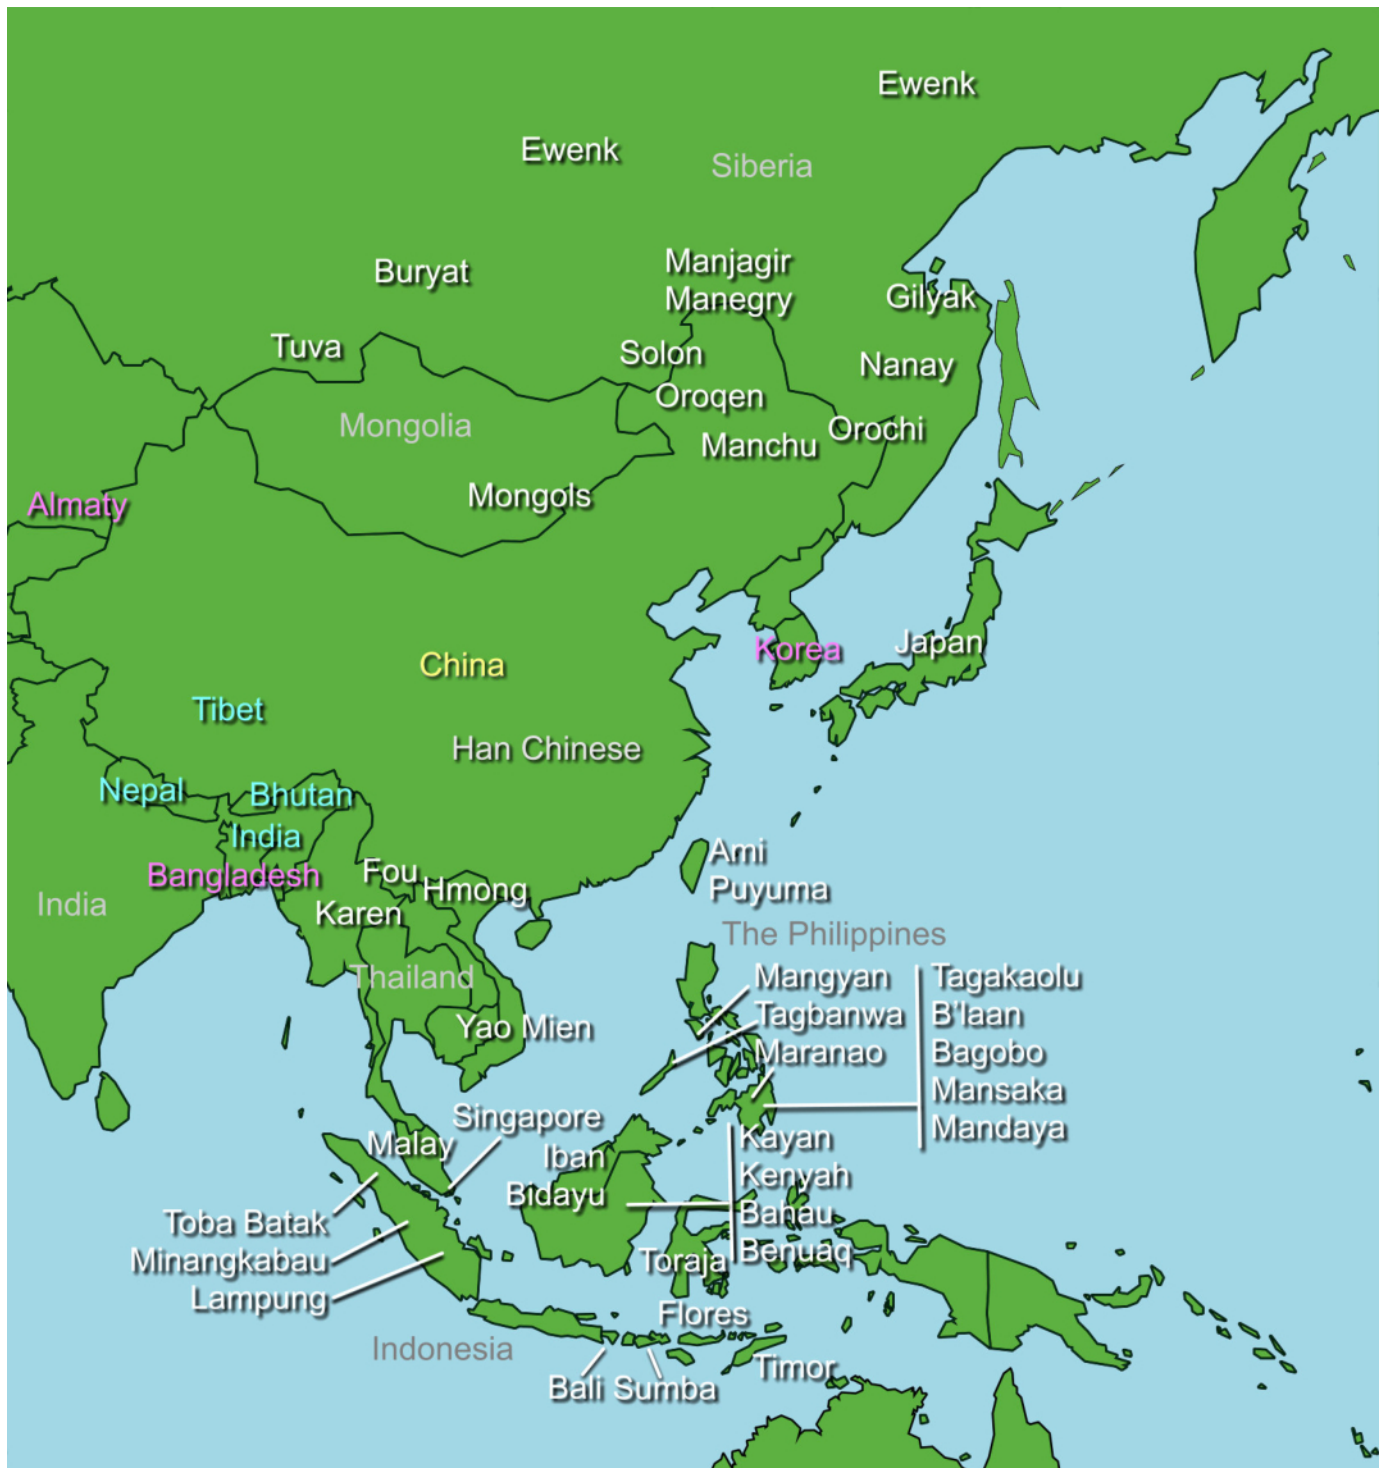 Ewenk
Ewenk
Siberia
Buryat
Manjagir
Manegry
Gilyak
Tuva
Solon
Nanay
Oroqen
Mongolia
Orochi
Manchu
Almaty
Mongols
China
Korea
Japan
Tibet
Han Chinese
Nepal
Bhutan
India
Bangladesh
India
Fou
Hmong
Karen
Ami
Puyuma
The Philippines
Thailand
Mangyan
Tagbanwa
Maranao
Tagakaolu
B'laan
Bagobo
Mansaka
Mandaya
Yao Mien
Singapore
Malay
Iban
Bidayu
Kayan
Kenyah
Bahau
Benuaq
Toba Batak
Minangkabau
Lampung
Toraja
Flores
Indonesia
Timor
Bali
Sumba